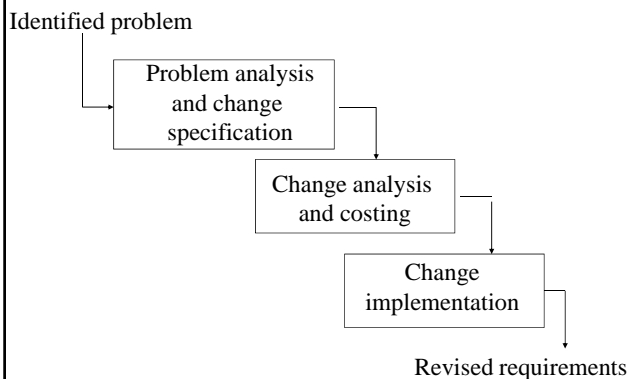 Identified problem
Problem analysis
and change
specification
Change analysis
and costing
Change
implementation
Revised requirements